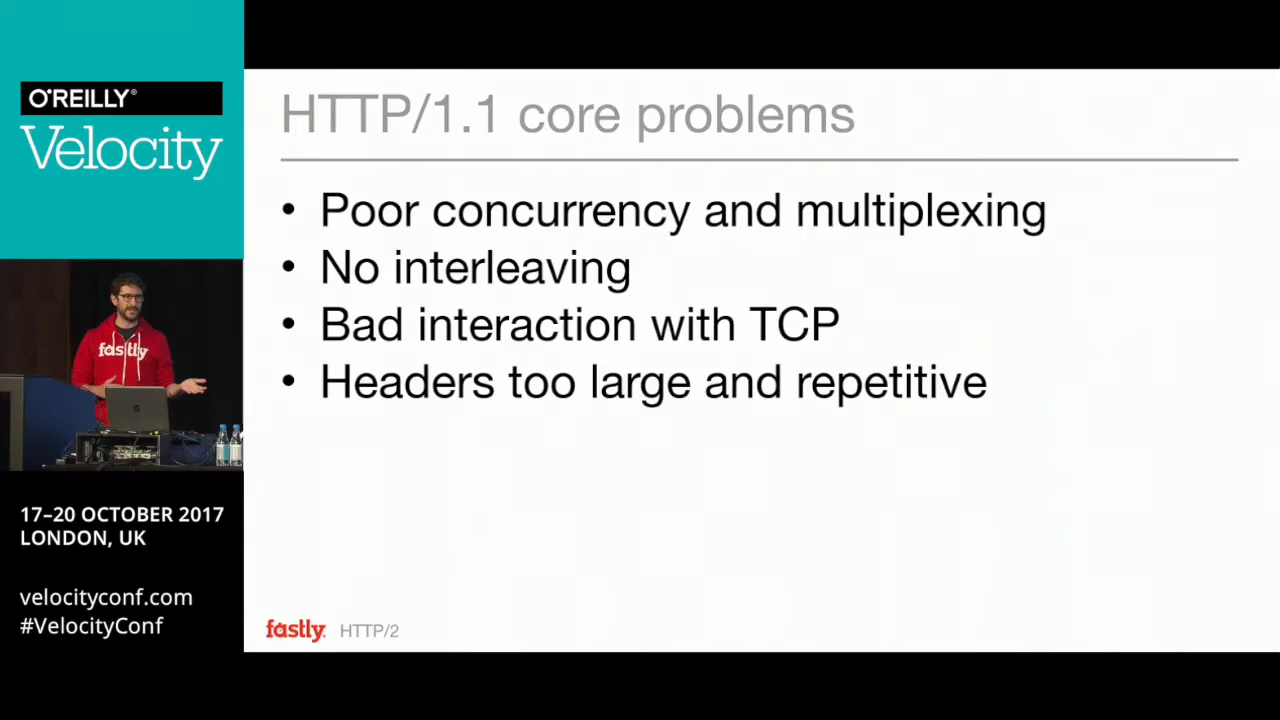 O'REILLY®
Velocity
HTTP/1.1 core problems
• Poor concurrency and multiplexing
• No interleaving
• Bad interaction with TCP
• Headers too large and repetitive
fastly
17–20 OCTOBER 2017
LONDON, UK
velocityconf.com
#VelocityConf
fastly
HTTP/2